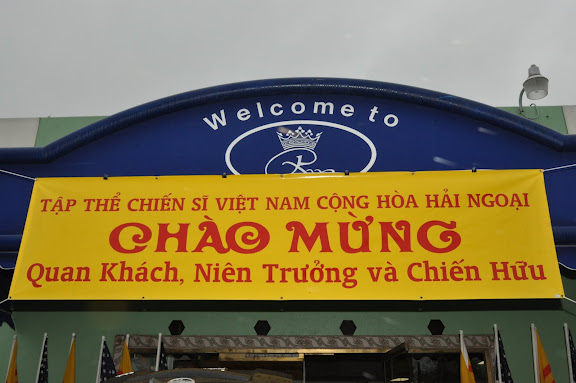 Welcome to
TẬP THỂ CHIẾN SĨ VIỆT NAM CỘNG HÒA HẢI NGOẠI
CHÀO MỪNG
Quan Khách, Niên Trưởng và Chiến Hữu